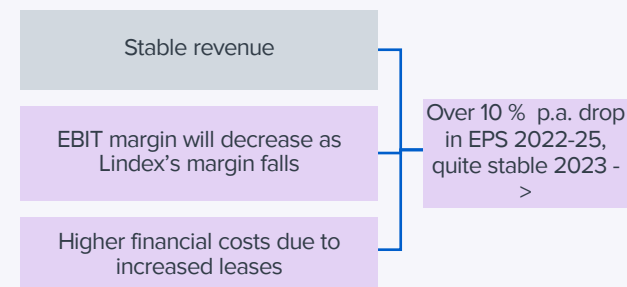 Stable revenue
EBIT margin will decrease as
Lindex's margin falls
Higher financial costs due to
increased leases
Over 10 % p.a. drop
in EPS 2022-25,
quite stable 2023 -
>